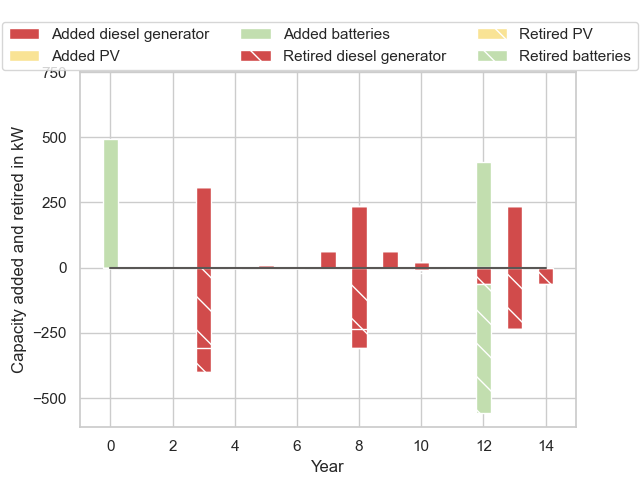 Added diesel generator Added batteries Retired PV
Added PV Retired diesel generator Retired batteries
750
500
250
0
−250
−500
Capacity added and retired in kW
0 2 4 6 8 10 12 14
Year